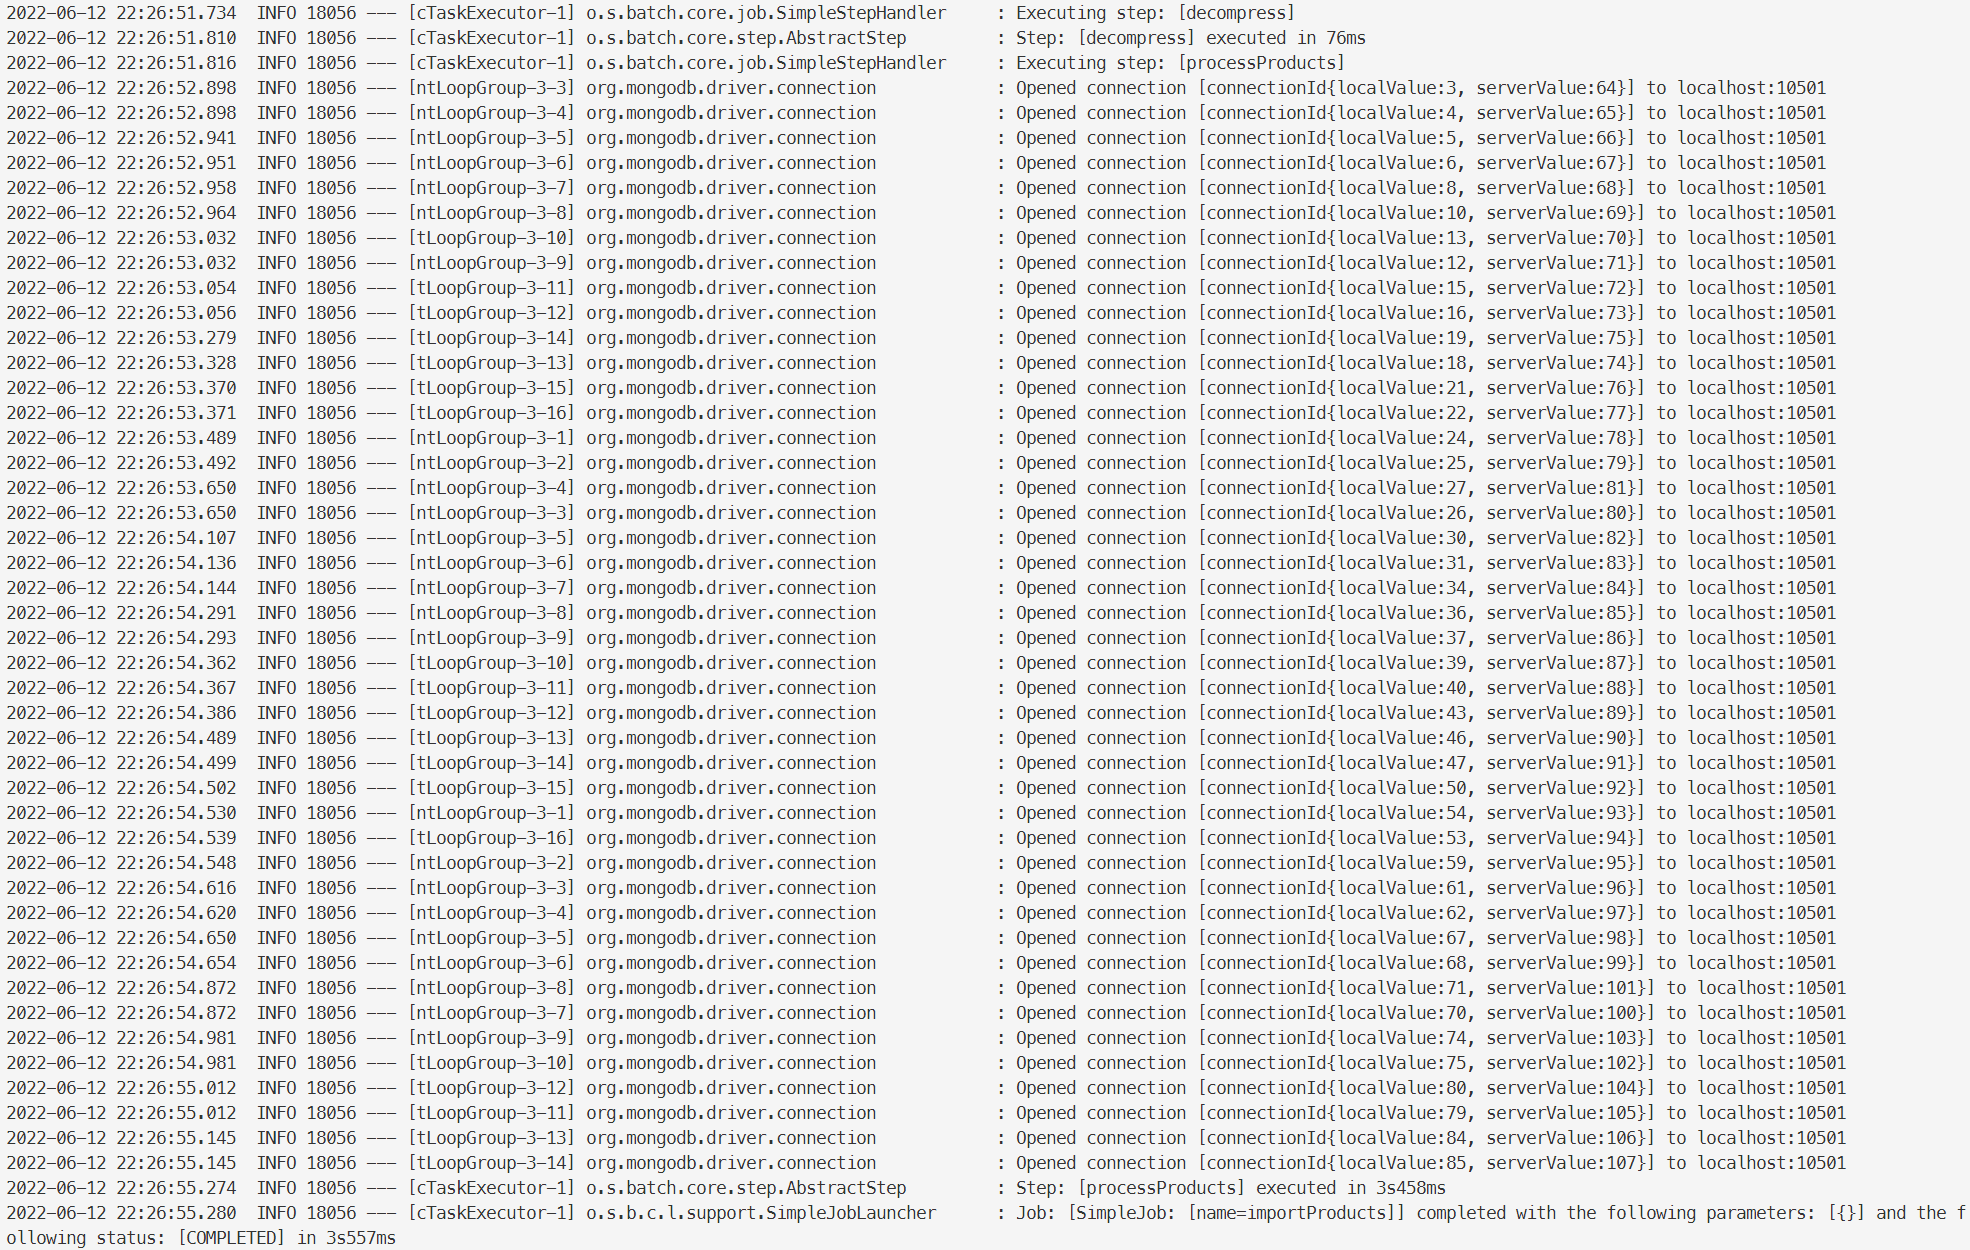 2022-06-12 22:26:51.734  INFO 18056 --- [cTaskExecutor-1] o.s.batch.core.job.SimpleStepHandler     : Executing step: [decompress]
2022-06-12 22:26:51.810  INFO 18056 --- [cTaskExecutor-1] o.s.batch.core.step.AbstractStep         : Step: [decompress] executed in 76ms
2022-06-12 22:26:51.816  INFO 18056 --- [cTaskExecutor-1] o.s.batch.core.job.SimpleStepHandler     : Executing step: [processProducts]
2022-06-12 22:26:52.898  INFO 18056 --- [ntLoopGroup-3-3] org.mongodb.driver.connection            : Opened connection [connectionId{localValue:3, serverValue:64}] to localhost:10501
2022-06-12 22:26:52.898  INFO 18056 --- [ntLoopGroup-3-4] org.mongodb.driver.connection            : Opened connection [connectionId{localValue:4, serverValue:65}] to localhost:10501
2022-06-12 22:26:52.941  INFO 18056 --- [ntLoopGroup-3-5] org.mongodb.driver.connection            : Opened connection [connectionId{localValue:5, serverValue:66}] to localhost:10501
2022-06-12 22:26:52.951  INFO 18056 --- [ntLoopGroup-3-6] org.mongodb.driver.connection            : Opened connection [connectionId{localValue:6, serverValue:67}] to localhost:10501
2022-06-12 22:26:52.958  INFO 18056 --- [ntLoopGroup-3-7] org.mongodb.driver.connection            : Opened connection [connectionId{localValue:8, serverValue:68}] to localhost:10501
2022-06-12 22:26:52.964  INFO 18056 --- [ntLoopGroup-3-8] org.mongodb.driver.connection            : Opened connection [connectionId{localValue:10, serverValue:69}] to localhost:10501
2022-06-12 22:26:53.032  INFO 18056 --- [tLoopGroup-3-10] org.mongodb.driver.connection            : Opened connection [connectionId{localValue:13, serverValue:70}] to localhost:10501
2022-06-12 22:26:53.032  INFO 18056 --- [ntLoopGroup-3-9] org.mongodb.driver.connection            : Opened connection [connectionId{localValue:12, serverValue:71}] to localhost:10501
2022-06-12 22:26:53.054  INFO 18056 --- [tLoopGroup-3-11] org.mongodb.driver.connection            : Opened connection [connectionId{localValue:15, serverValue:72}] to localhost:10501
2022-06-12 22:26:53.056  INFO 18056 --- [tLoopGroup-3-12] org.mongodb.driver.connection            : Opened connection [connectionId{localValue:16, serverValue:73}] to localhost:10501
2022-06-12 22:26:53.279  INFO 18056 --- [tLoopGroup-3-14] org.mongodb.driver.connection            : Opened connection [connectionId{localValue:19, serverValue:75}] to localhost:10501
2022-06-12 22:26:53.328  INFO 18056 --- [tLoopGroup-3-13] org.mongodb.driver.connection            : Opened connection [connectionId{localValue:18, serverValue:74}] to localhost:10501
2022-06-12 22:26:53.370  INFO 18056 --- [tLoopGroup-3-15] org.mongodb.driver.connection            : Opened connection [connectionId{localValue:21, serverValue:76}] to localhost:10501
2022-06-12 22:26:53.371  INFO 18056 --- [tLoopGroup-3-16] org.mongodb.driver.connection            : Opened connection [connectionId{localValue:22, serverValue:77}] to localhost:10501
2022-06-12 22:26:53.489  INFO 18056 --- [ntLoopGroup-3-1] org.mongodb.driver.connection            : Opened connection [connectionId{localValue:24, serverValue:78}] to localhost:10501
2022-06-12 22:26:53.492  INFO 18056 --- [ntLoopGroup-3-2] org.mongodb.driver.connection            : Opened connection [connectionId{localValue:25, serverValue:79}] to localhost:10501
2022-06-12 22:26:53.650  INFO 18056 --- [ntLoopGroup-3-4] org.mongodb.driver.connection            : Opened connection [connectionId{localValue:27, serverValue:81}] to localhost:10501
2022-06-12 22:26:53.650  INFO 18056 --- [ntLoopGroup-3-3] org.mongodb.driver.connection            : Opened connection [connectionId{localValue:26, serverValue:80}] to localhost:10501
2022-06-12 22:26:54.107  INFO 18056 --- [ntLoopGroup-3-5] org.mongodb.driver.connection            : Opened connection [connectionId{localValue:30, serverValue:82}] to localhost:10501
2022-06-12 22:26:54.136  INFO 18056 --- [ntLoopGroup-3-6] org.mongodb.driver.connection            : Opened connection [connectionId{localValue:31, serverValue:83}] to localhost:10501
2022-06-12 22:26:54.144  INFO 18056 --- [ntLoopGroup-3-7] org.mongodb.driver.connection            : Opened connection [connectionId{localValue:34, serverValue:84}] to localhost:10501
2022-06-12 22:26:54.291  INFO 18056 --- [ntLoopGroup-3-8] org.mongodb.driver.connection            : Opened connection [connectionId{localValue:36, serverValue:85}] to localhost:10501
2022-06-12 22:26:54.293  INFO 18056 --- [ntLoopGroup-3-9] org.mongodb.driver.connection            : Opened connection [connectionId{localValue:37, serverValue:86}] to localhost:10501
2022-06-12 22:26:54.362  INFO 18056 --- [tLoopGroup-3-10] org.mongodb.driver.connection            : Opened connection [connectionId{localValue:39, serverValue:87}] to localhost:10501
2022-06-12 22:26:54.367  INFO 18056 --- [tLoopGroup-3-11] org.mongodb.driver.connection            : Opened connection [connectionId{localValue:40, serverValue:88}] to localhost:10501
2022-06-12 22:26:54.386  INFO 18056 --- [tLoopGroup-3-12] org.mongodb.driver.connection            : Opened connection [connectionId{localValue:43, serverValue:89}] to localhost:10501
2022-06-12 22:26:54.489  INFO 18056 --- [tLoopGroup-3-13] org.mongodb.driver.connection            : Opened connection [connectionId{localValue:46, serverValue:90}] to localhost:10501
2022-06-12 22:26:54.499  INFO 18056 --- [tLoopGroup-3-14] org.mongodb.driver.connection            : Opened connection [connectionId{localValue:47, serverValue:91}] to localhost:10501
2022-06-12 22:26:54.502  INFO 18056 --- [tLoopGroup-3-15] org.mongodb.driver.connection            : Opened connection [connectionId{localValue:50, serverValue:92}] to localhost:10501
2022-06-12 22:26:54.530  INFO 18056 --- [ntLoopGroup-3-1] org.mongodb.driver.connection            : Opened connection [connectionId{localValue:54, serverValue:93}] to localhost:10501
2022-06-12 22:26:54.539  INFO 18056 --- [tLoopGroup-3-16] org.mongodb.driver.connection            : Opened connection [connectionId{localValue:53, serverValue:94}] to localhost:10501
2022-06-12 22:26:54.548  INFO 18056 --- [ntLoopGroup-3-2] org.mongodb.driver.connection            : Opened connection [connectionId{localValue:59, serverValue:95}] to localhost:10501
2022-06-12 22:26:54.616  INFO 18056 --- [ntLoopGroup-3-3] org.mongodb.driver.connection            : Opened connection [connectionId{localValue:61, serverValue:96}] to localhost:10501
2022-06-12 22:26:54.620  INFO 18056 --- [ntLoopGroup-3-4] org.mongodb.driver.connection            : Opened connection [connectionId{localValue:62, serverValue:97}] to localhost:10501
2022-06-12 22:26:54.650  INFO 18056 --- [ntLoopGroup-3-5] org.mongodb.driver.connection            : Opened connection [connectionId{localValue:67, serverValue:98}] to localhost:10501
2022-06-12 22:26:54.654  INFO 18056 --- [ntLoopGroup-3-6] org.mongodb.driver.connection            : Opened connection [connectionId{localValue:68, serverValue:99}] to localhost:10501
2022-06-12 22:26:54.872  INFO 18056 --- [ntLoopGroup-3-8] org.mongodb.driver.connection            : Opened connection [connectionId{localValue:71, serverValue:101}] to localhost:10501
2022-06-12 22:26:54.872  INFO 18056 --- [ntLoopGroup-3-7] org.mongodb.driver.connection            : Opened connection [connectionId{localValue:70, serverValue:100}] to localhost:10501
2022-06-12 22:26:54.981  INFO 18056 --- [ntLoopGroup-3-9] org.mongodb.driver.connection            : Opened connection [connectionId{localValue:74, serverValue:103}] to localhost:10501
2022-06-12 22:26:54.981  INFO 18056 --- [tLoopGroup-3-10] org.mongodb.driver.connection            : Opened connection [connectionId{localValue:75, serverValue:102}] to localhost:10501
2022-06-12 22:26:55.012  INFO 18056 --- [tLoopGroup-3-12] org.mongodb.driver.connection            : Opened connection [connectionId{localValue:80, serverValue:104}] to localhost:10501
2022-06-12 22:26:55.012  INFO 18056 --- [tLoopGroup-3-11] org.mongodb.driver.connection            : Opened connection [connectionId{localValue:79, serverValue:105}] to localhost:10501
2022-06-12 22:26:55.145  INFO 18056 --- [tLoopGroup-3-13] org.mongodb.driver.connection            : Opened connection [connectionId{localValue:84, serverValue:106}] to localhost:10501
2022-06-12 22:26:55.145  INFO 18056 --- [tLoopGroup-3-14] org.mongodb.driver.connection            : Opened connection [connectionId{localValue:85, serverValue:107}] to localhost:10501
2022-06-12 22:26:55.274  INFO 18056 --- [cTaskExecutor-1] o.s.batch.core.step.AbstractStep         : Step: [processProducts] executed in 3s458ms
2022-06-12 22:26:55.280  INFO 18056 --- [cTaskExecutor-1] o.s.b.c.l.support.SimpleJobLauncher      : Job: [SimpleJob: [name=importProducts]] completed with the following parameters: [{}] and the f
ollowing status: [COMPLETED] in 3s557ms